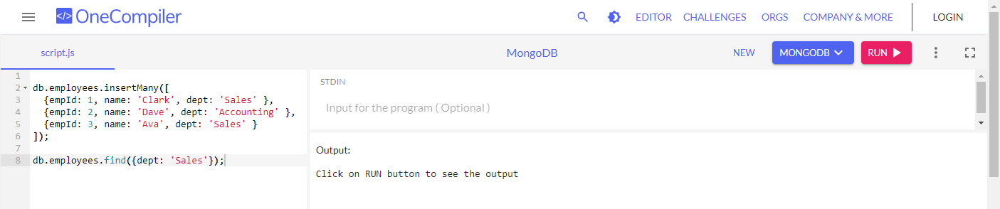 </> OneCompiler EDITOR CHALLENGES ORGS COMPANY & MORE LOGIN
script.js MongoDB NEW MONGODB RUN
1
2 db.employees.insertMany([
3 {empId: 1, name: 'Clark', dept: 'Sales' },
4 {empId: 2, name: 'Dave', dept: 'Accounting' },
5 {empId: 3, name: 'Ava', dept: 'Sales' }
6 ]);
7
8 db.employees.find({dept: 'Sales'});
STDIN
Input for the program ( Optional )
Output:
Click on RUN button to see the output